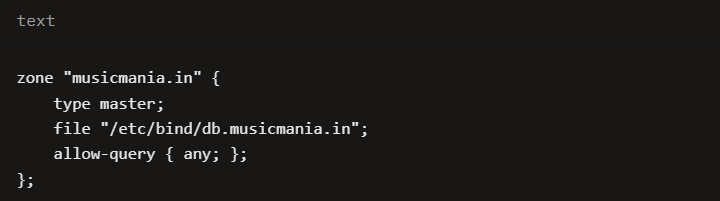 text
zone "musicmania.in" {
    type master;
    file "/etc/bind/db.musicmania.in";
    allow-query { any; };
};